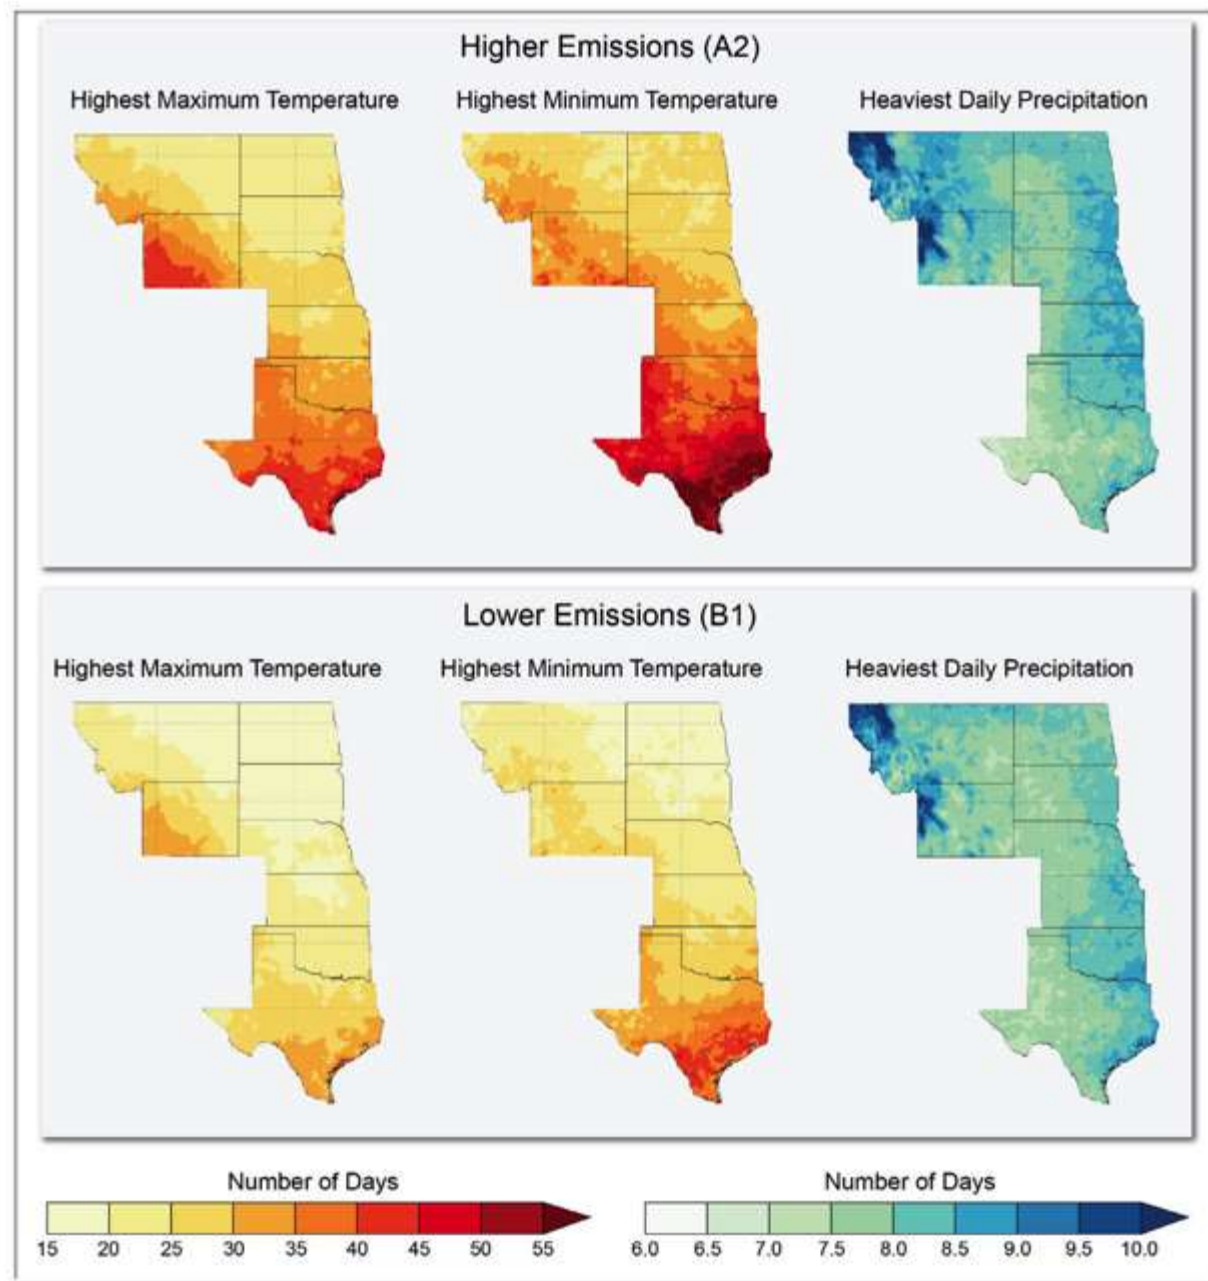 Higher Emissions (A2)
Highest Maximum Temperature Highest Minimum Temperature Heaviest Daily Precipitation
Lower Emissions (B1)
Highest Maximum Temperature Highest Minimum Temperature Heaviest Daily Precipitation
Number of Days Number of Days
15 20 25 30 35 40 45 50 55 6.0 6.5 7.0 7.5 8.0 8.5 9.0 9.5 10.0